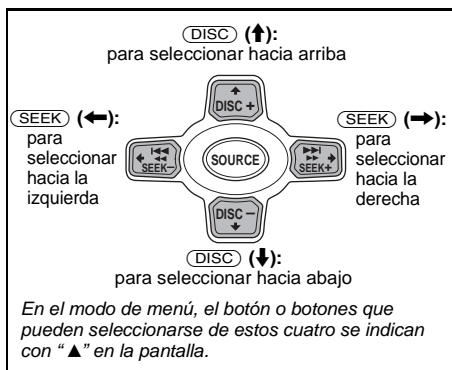 DISC (↑):
para seleccionar hacia arriba
DISC +
SEEK (←):
para
seleccionar
hacia la
izquierda
SEEK−
SOURCE
SEEK+
SEEK (→):
para
seleccionar
hacia la
derecha
DISC −
DISC (↓):
para seleccionar hacia abajo
En el modo de menú, el botón o botones que
pueden seleccionarse de estos cuatro se indican
con “▲” en la pantalla.